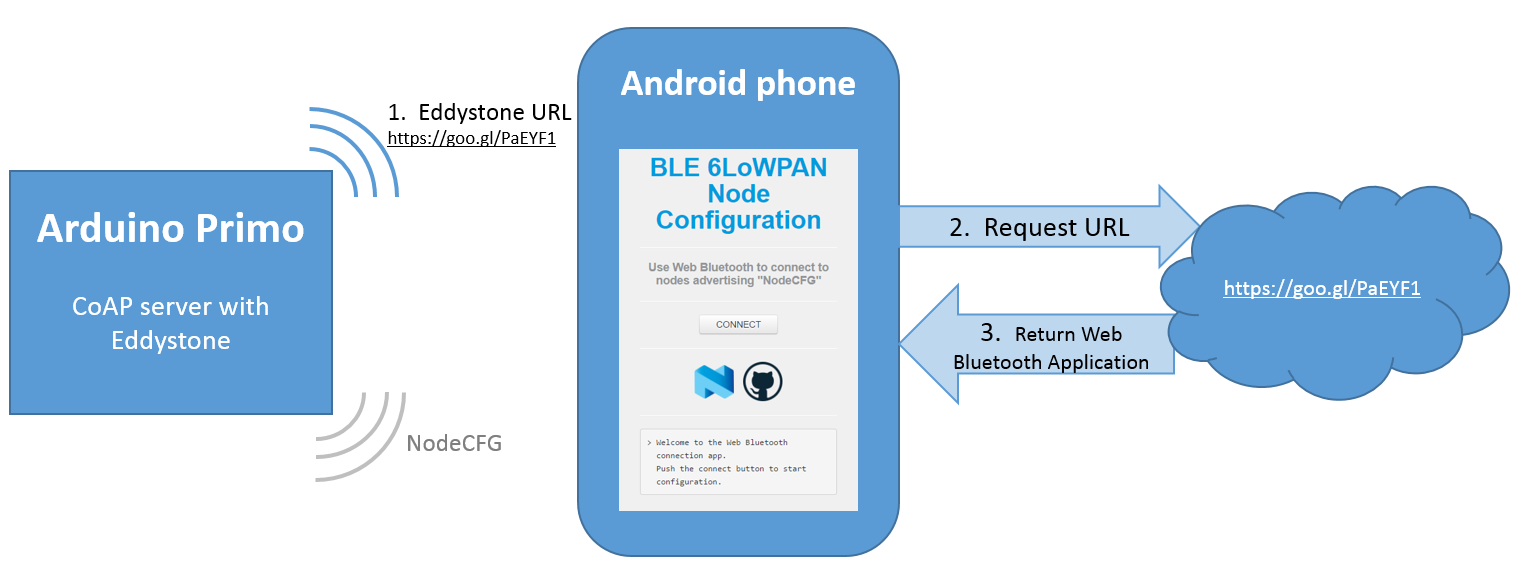 Arduino Primo
CoAP server with
Eddystone
1. Eddystone URL
https://goo.gl/PaEYF1
NodeCFG
Android phone
BLE 6LoWPAN
Node
Configuration
Use Web Bluetooth to connect to
nodes advertising "NodeCFG"
CONNECT
> Welcome to the Web Bluetooth
connection app.
Push the connect button to start
configuration.
2. Request URL
3. Return Web
Bluetooth Application
https://goo.gl/PaEYF1